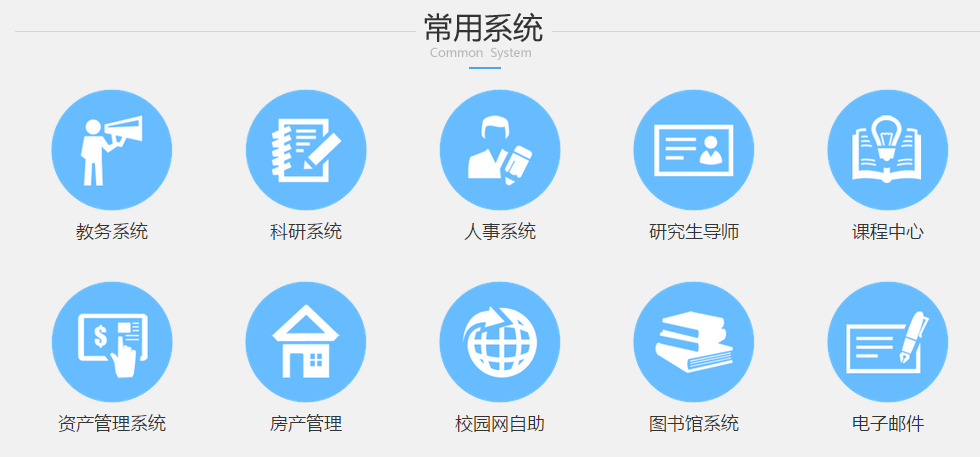 常用系统
Common System
教务系统
科研系统
人事系统
研究生导师
课程中心
$
资产管理系统
房产管理
校园网自助
图书馆系统
电子邮件